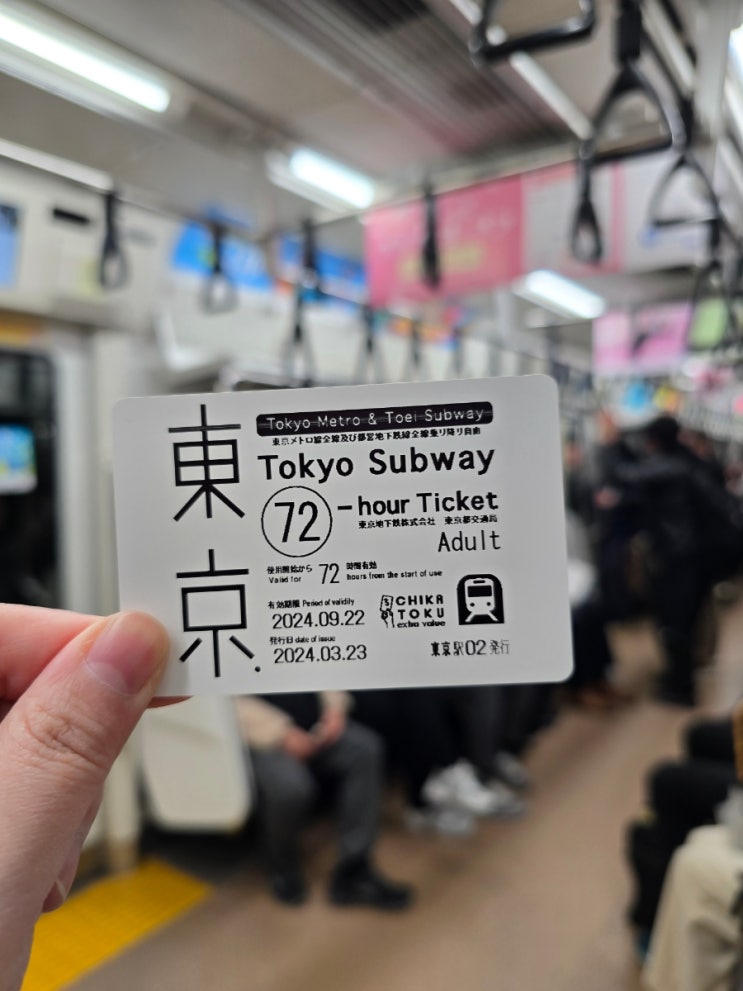 東京.
Tokyo Metro & Toei Subway
東京メトロ線全線及び都営地下鉄線全線乗り降り自由
Tokyo Subway
72-hour Ticket
東京地下鉄株式会社 東京都交通局
Adult
使用開始から 72 時間有効
Valid for hours from the start of use
有効期限 Period of validity
2024.09.22
発行日 date of issue
2024.03.23
CHIKA
TOKU
extra value
東京駅02発行